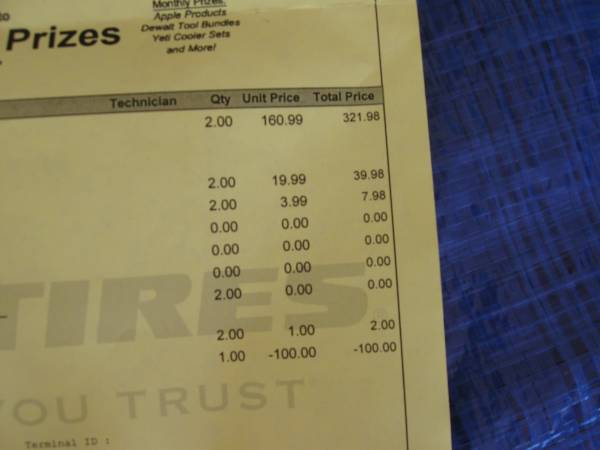 to
Prizes
Monthly Prizes:
Apple Products
Dewalt Tool Bundles
Yeti Cooler Sets
and More!
Technician Qty Unit Price Total Price
2.00 160.99 321.98
2.00 19.99 39.98
2.00 3.99 7.98
0.00 0.00 0.00
0.00 0.00 0.00
0.00 0.00 0.00
2.00 0.00 0.00
TIRES
2.00 1.00 2.00
1.00 -100.00 -100.00
YOU TRUST
Terminal ID :